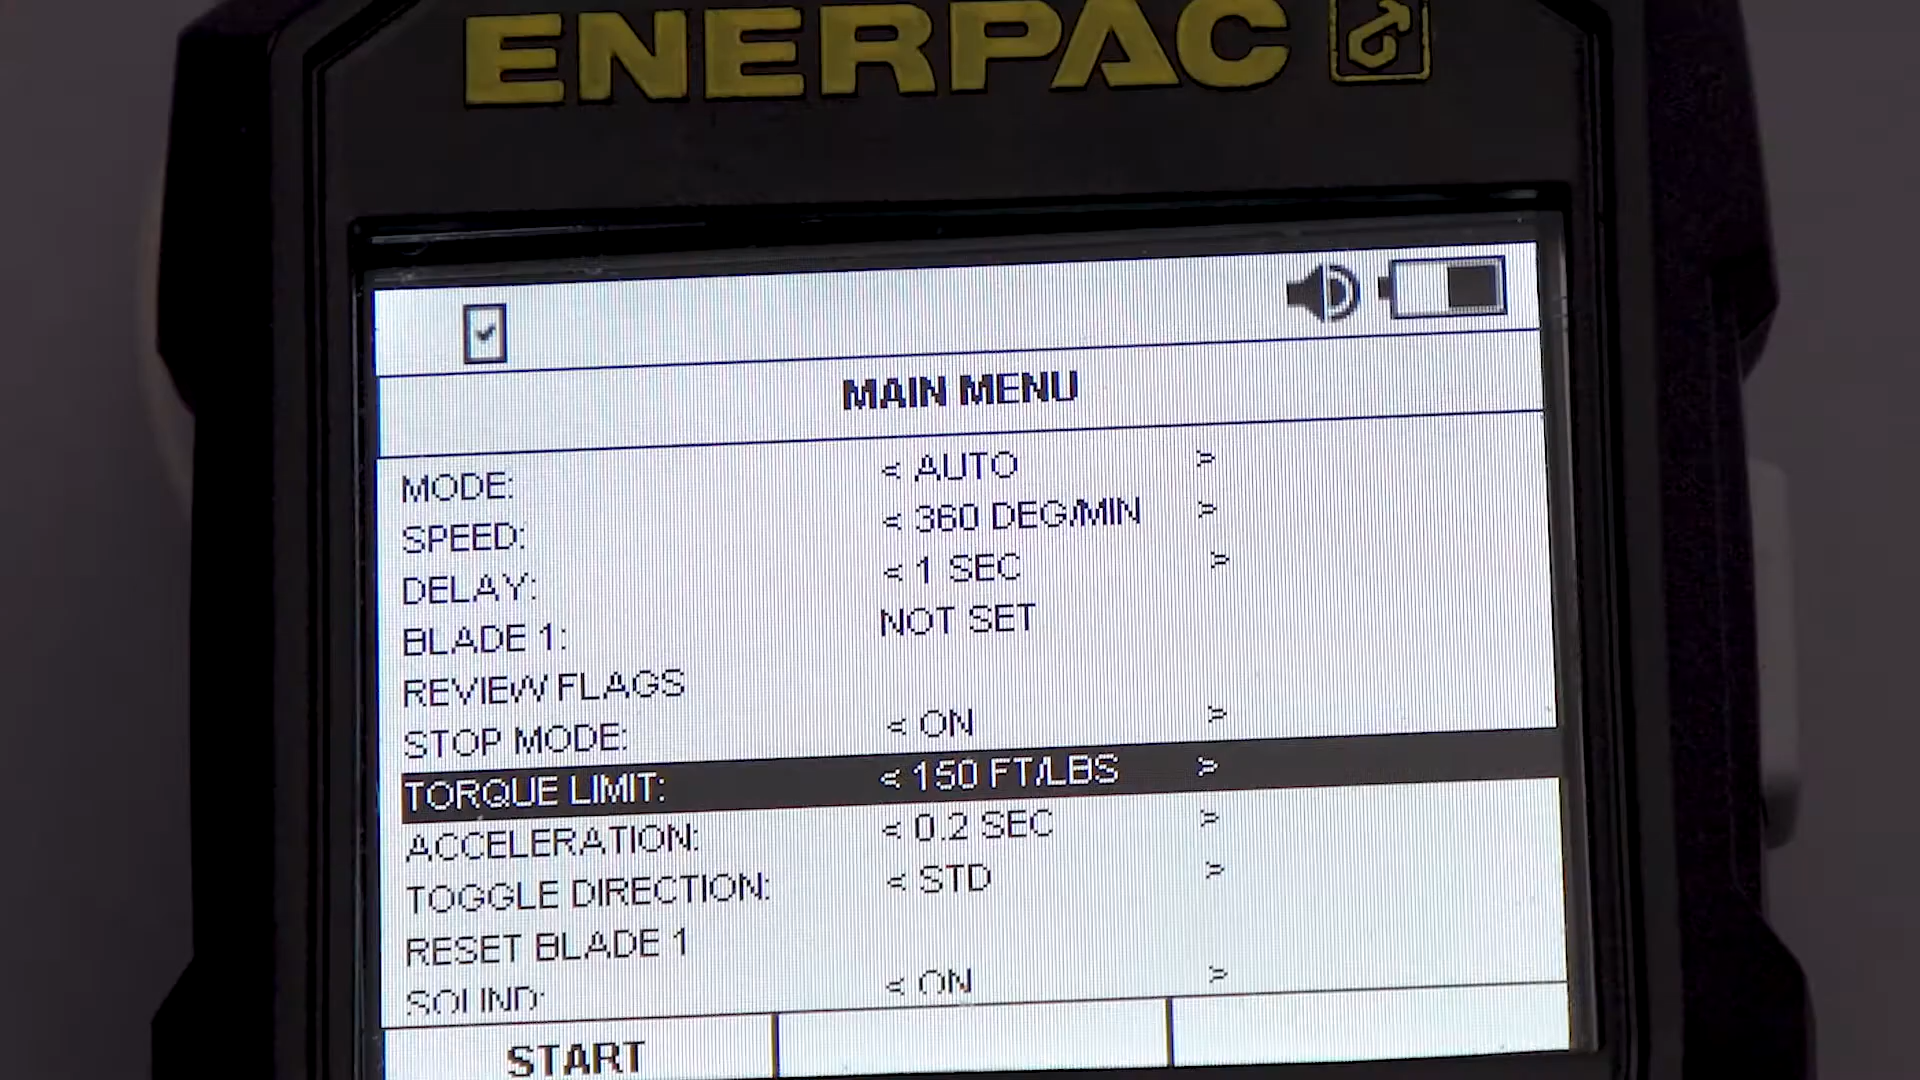 ENERPAC
MAIN MENU
MODE: < AUTO >
SPEED: < 360 DEG/MIN >
DELAY: < 1 SEC >
BLADE 1: NOT SET
REVIEW FLAGS
STOP MODE: < ON >
TORQUE LIMIT: < 150 FT/LBS >
ACCELERATION: < 0.2 SEC >
TOGGLE DIRECTION: < STD >
RESET BLADE 1
SOUND: < ON >
START